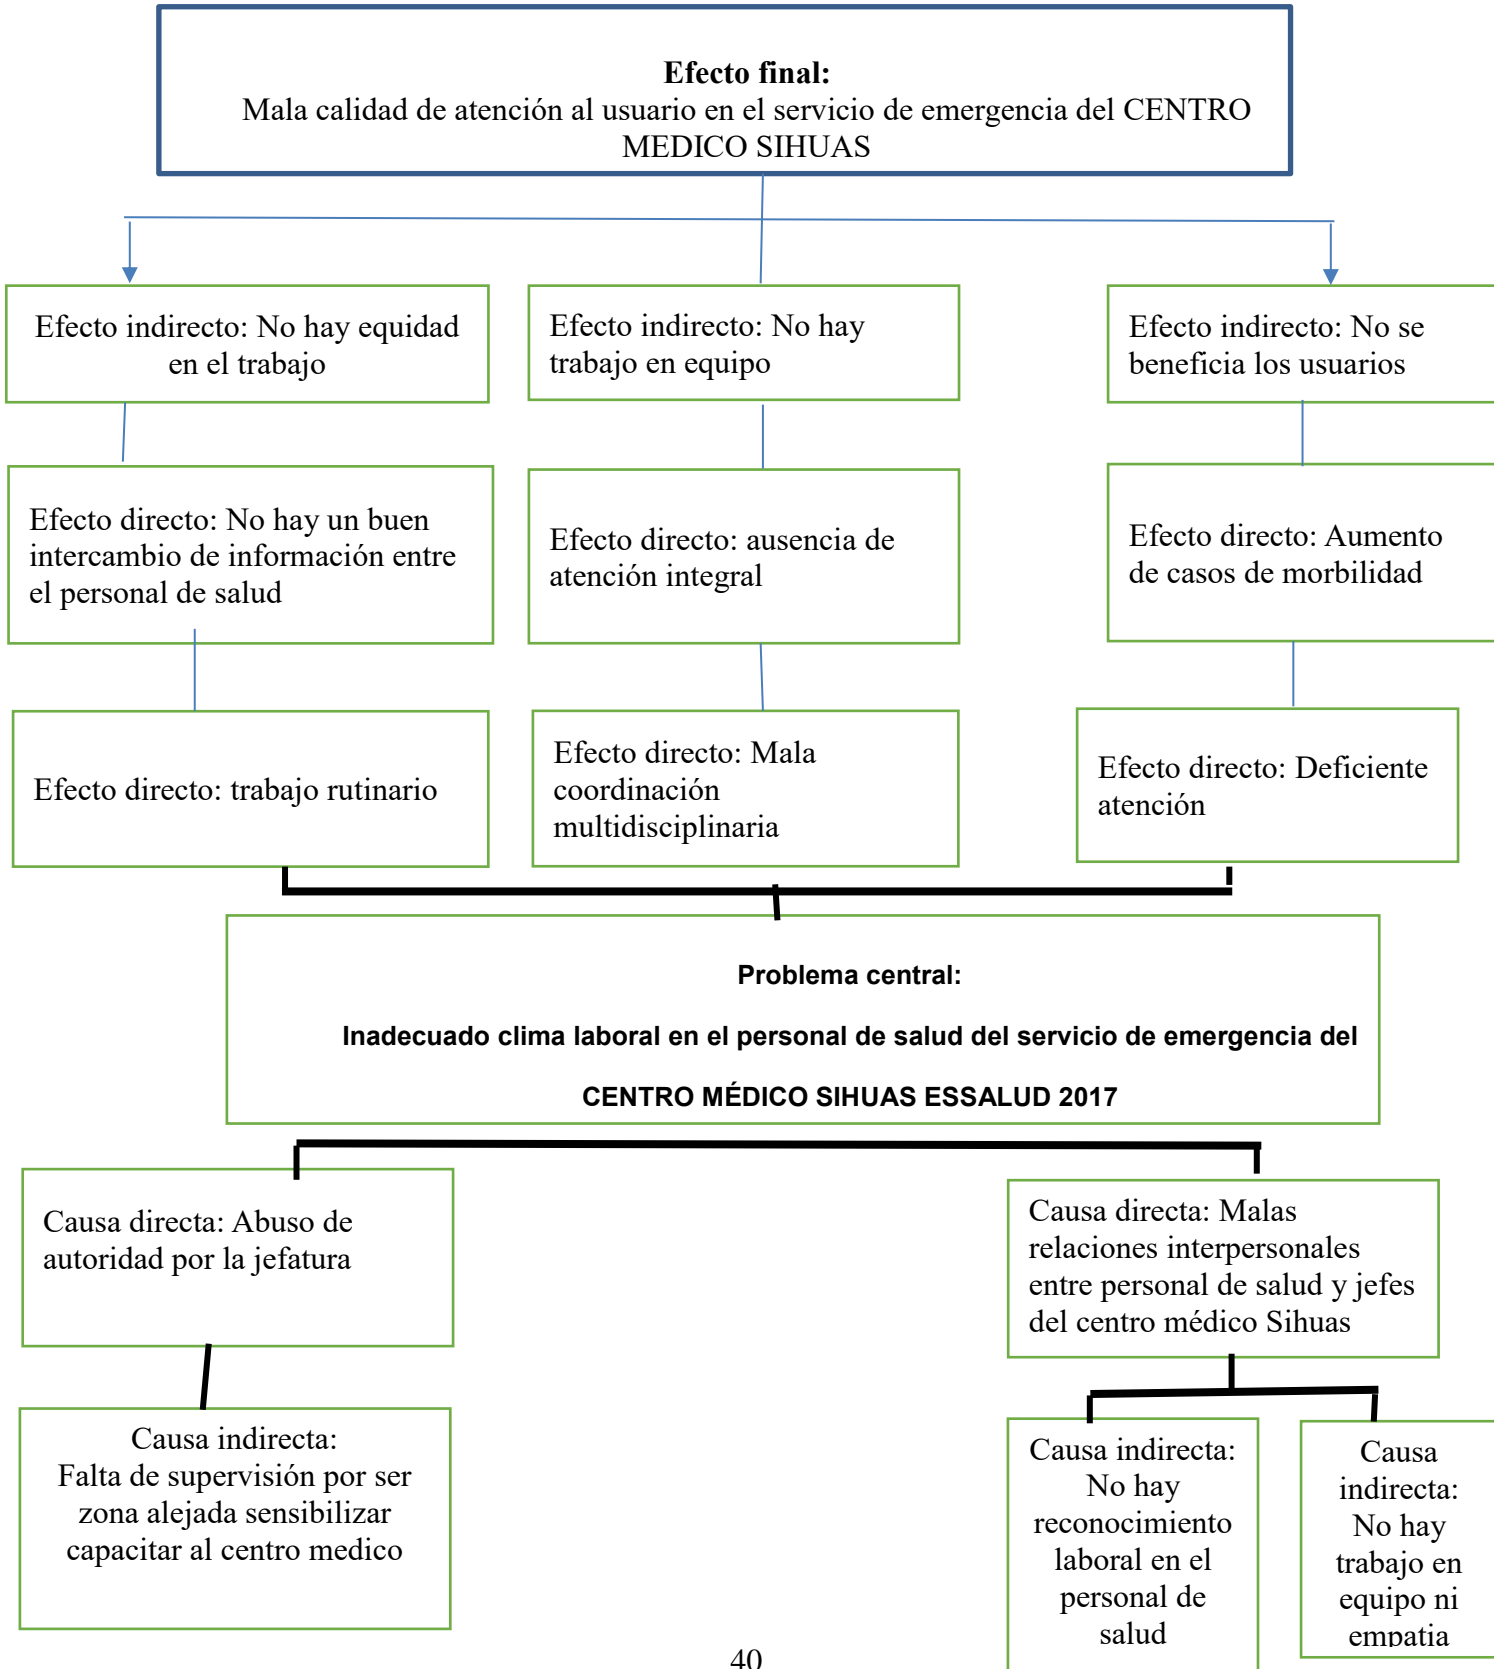 Efecto final:
Mala calidad de atención al usuario en el servicio de emergencia del CENTRO
MEDICO SIHUAS
Efecto indirecto: No hay equidad
en el trabajo
Efecto indirecto: No hay
trabajo en equipo
Efecto indirecto: No se
beneficia los usuarios
Efecto directo: No hay un buen
intercambio de información entre
el personal de salud
Efecto directo: ausencia de
atención integral
Efecto directo: Aumento
de casos de morbilidad
Efecto directo: trabajo rutinario
Efecto directo: Mala
coordinación
multidisciplinaria
Efecto directo: Deficiente
atención
Problema central:
Inadecuado clima laboral en el personal de salud del servicio de emergencia del
CENTRO MÉDICO SIHUAS ESSALUD 2017
Causa directa: Abuso de
autoridad por la jefatura
Causa directa: Malas
relaciones interpersonales
entre personal de salud y jefes
del centro médico Sihuas
Causa indirecta:
Falta de supervisión por ser
zona alejada sensibilizar
capacitar al centro medico
Causa indirecta:
No hay
reconocimiento
laboral en el
personal de
salud
Causa
indirecta:
No hay
trabajo en
equipo ni
empatia
40